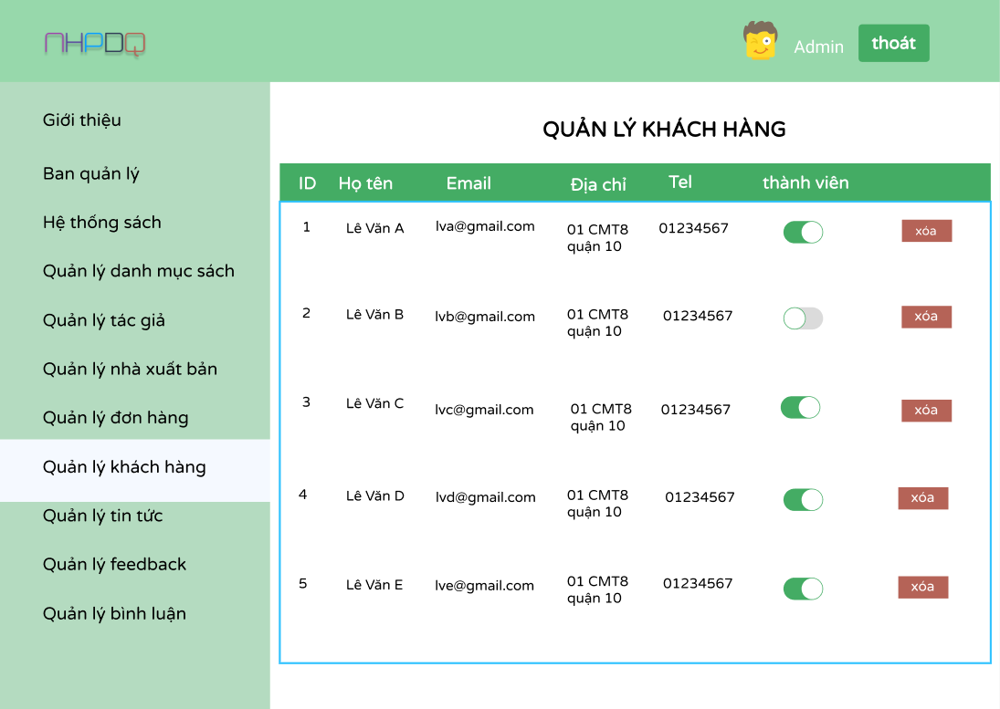 NHPDQ
Admin
thoát
Giới thiệu
Ban quản lý
Hệ thống sách
Quản lý danh mục sách
Quản lý tác giả
Quản lý nhà xuất bản
Quản lý đơn hàng
Quản lý khách hàng
Quản lý tin tức
Quản lý feedback
Quản lý bình luận
QUẢN LÝ KHÁCH HÀNG
ID Họ tên Email Địa chỉ Tel thành viên
1 Lê Văn A lva@gmail.com 01 CMT8 01234567 xóa
quận 10
2 Lê Văn B lvb@gmail.com 01 CMT8 01234567 xóa
quận 10
3 Lê Văn C lvc@gmail.com 01 CMT8 01234567 xóa
quận 10
4 Lê Văn D lvd@gmail.com 01 CMT8 01234567 xóa
quận 10
5 Lê Văn E lve@gmail.com 01 CMT8 01234567 xóa
quận 10